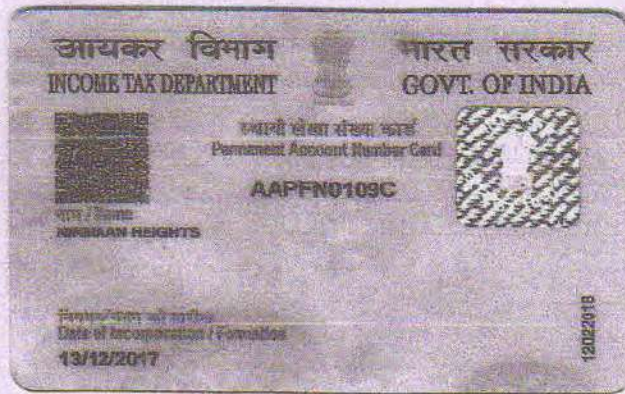 आयकर विभाग
भारत सरकार
INCOME TAX DEPARTMENT
GOVT. OF INDIA
स्थायी लेखा संख्या कार्ड
Permanent Account Number Card
AAPFN0109C
नाम / Name
HEIGHTS
Date of Incorporation / Formation
13/12/2017
12022018